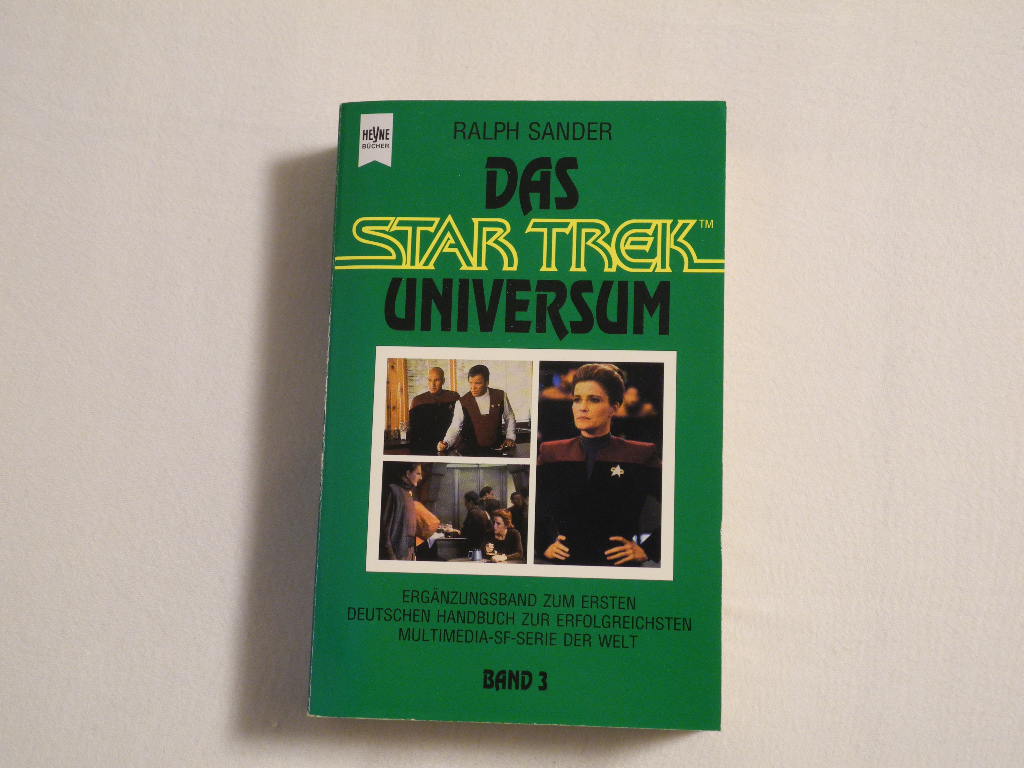 HEYNE
BÜCHER
RALPH SANDER
DAS
STAR TREK™
UNIVERSUM
ERGÄNZUNGSBAND ZUM ERSTEN
DEUTSCHEN HANDBUCH ZUR ERFOLGREICHSTEN
MULTIMEDIA-SF-SERIE DER WELT
BAND 3